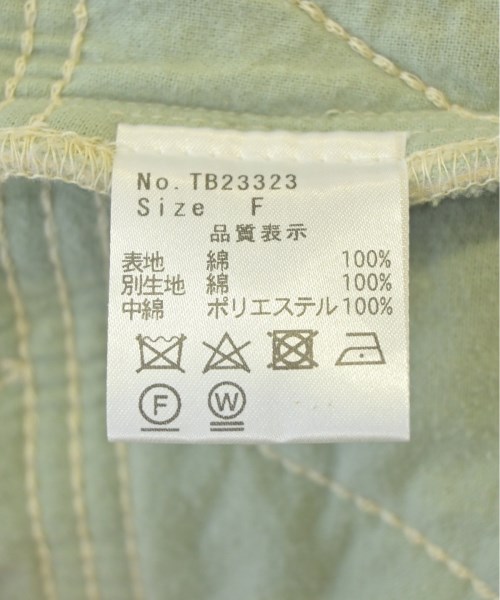 No.TB23323
Size F
品質表示
表地 綿 100%
別生地 綿 100%
中綿 ポリエステル 100%
F W